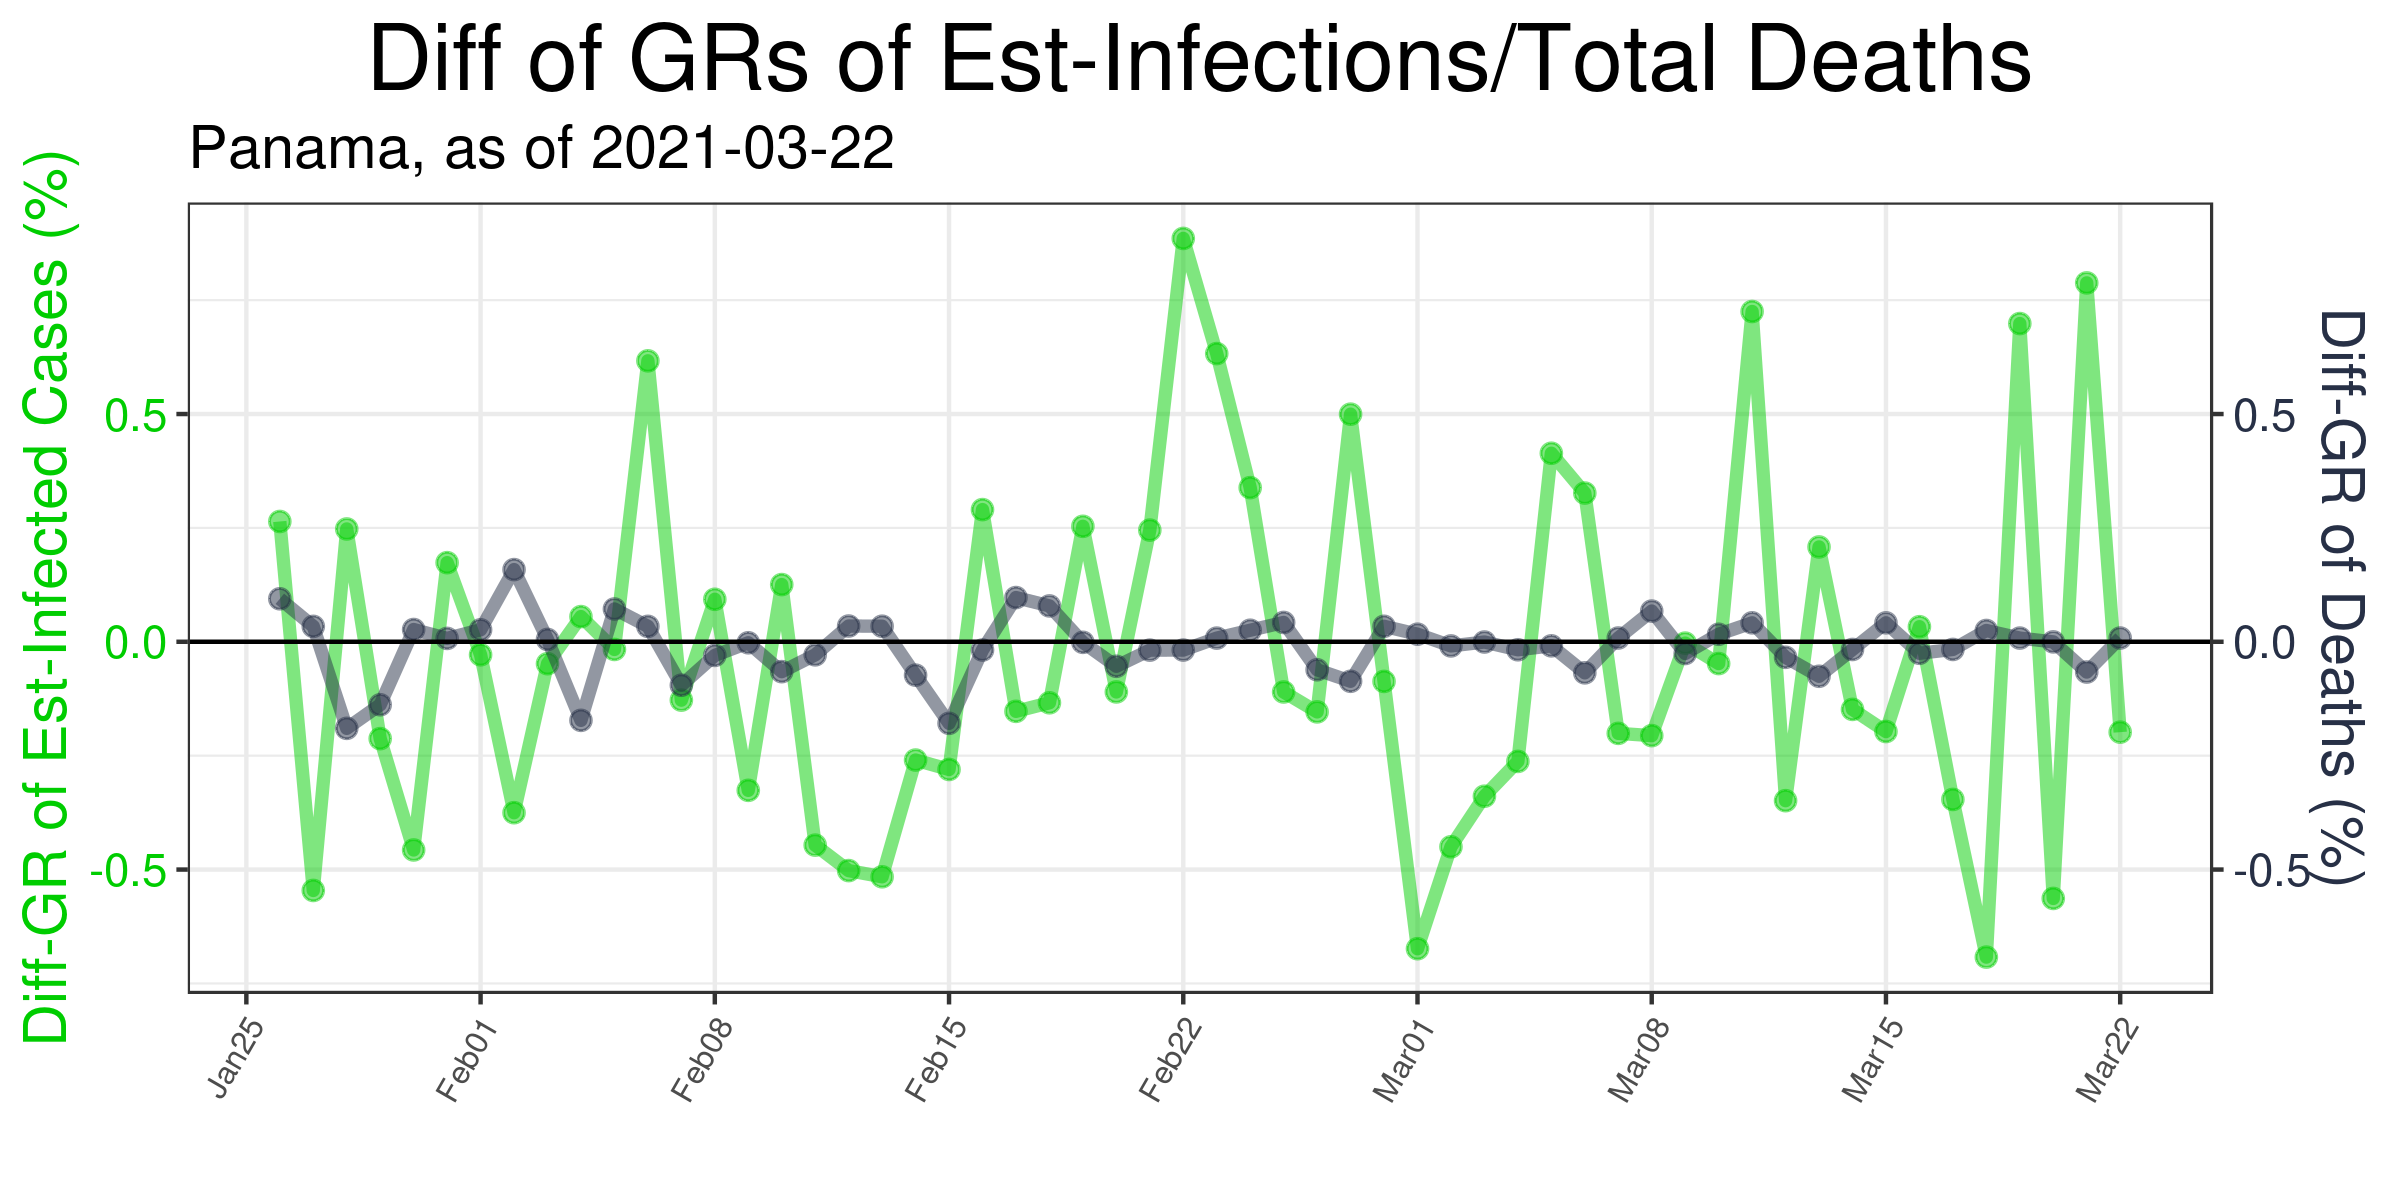 Diff of GRs of Est-Infections/Total Deaths
Panama, as of 2021-03-22
Diff-GR of Est-Infected Cases (%)
0.5
0.0
-0.5
0.5
0.0
-0.5
Diff-GR of Deaths (%)
Jan25
Feb01
Feb08
Feb15
Feb22
Mar01
Mar08
Mar15
Mar22